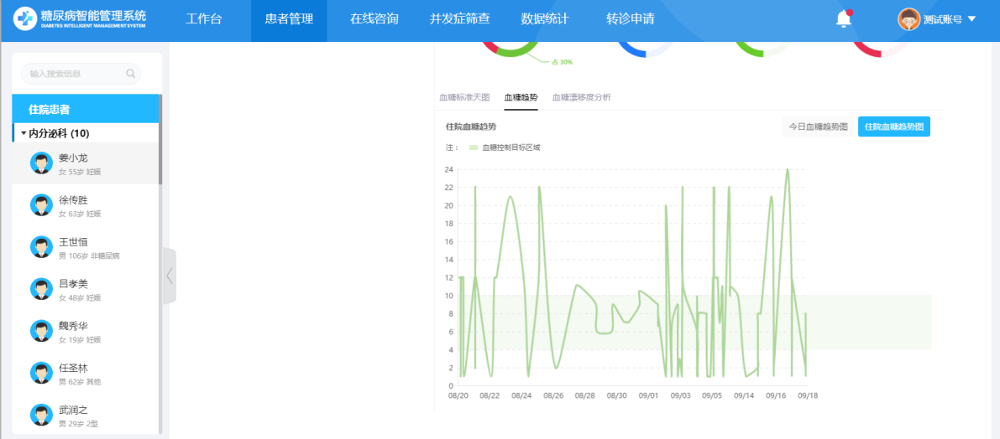 糖尿病智能管理系统
DIABETES INTELLIGENT MANAGEMENT SYSTEM
工作台 患者管理 在线咨询 并发症筛查 数据统计 转诊申请 测试账号
输入搜索信息
住院患者
内分泌科 (10)
姜小龙
女 55岁 妊娠
徐传胜
女 63岁 妊娠
王世恒
男 106岁 非糖尿病
吕孝美
女 48岁 妊娠
魏秀华
女 19岁 妊娠
任圣林
男 62岁 其他
武润之
男 29岁 2型
占 30%
血糖标准天图 血糖趋势 血糖漂移度分析
住院血糖趋势 今日血糖趋势图 住院血糖趋势图
注： 血糖控制目标区域
24
22
20
18
16
14
12
10
8
6
4
2
0
08/20 08/22 08/24 08/26 08/28 08/30 09/01 09/03 09/05 09/14 09/16 09/18